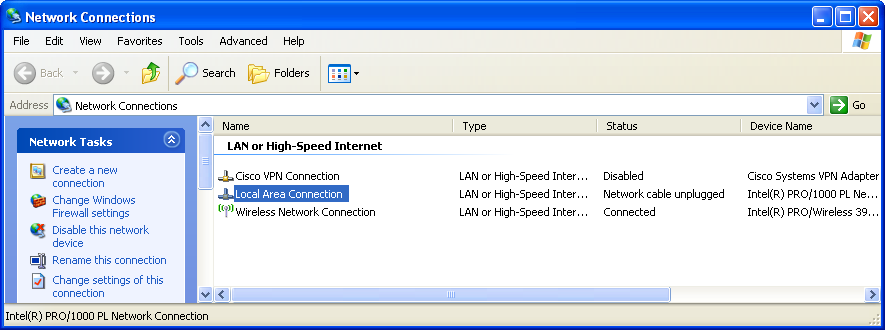 Network Connections
File Edit View Favorites Tools Advanced Help
Back Search Folders
Address Network Connections Go
Network Tasks
Create a new
connection
Change Windows
Firewall settings
Disable this network
device
Rename this connection
Change settings of this
connection
Name Type Status Device Name
LAN or High-Speed Internet
Cisco VPN Connection LAN or High-Speed Inter... Disabled Cisco Systems VPN Adapter
Local Area Connection LAN or High-Speed Inter... Network cable unplugged Intel(R) PRO/1000 PL Ne...
Wireless Network Connection LAN or High-Speed Inter... Connected Intel(R) PRO/Wireless 39...
Intel(R) PRO/1000 PL Network Connection